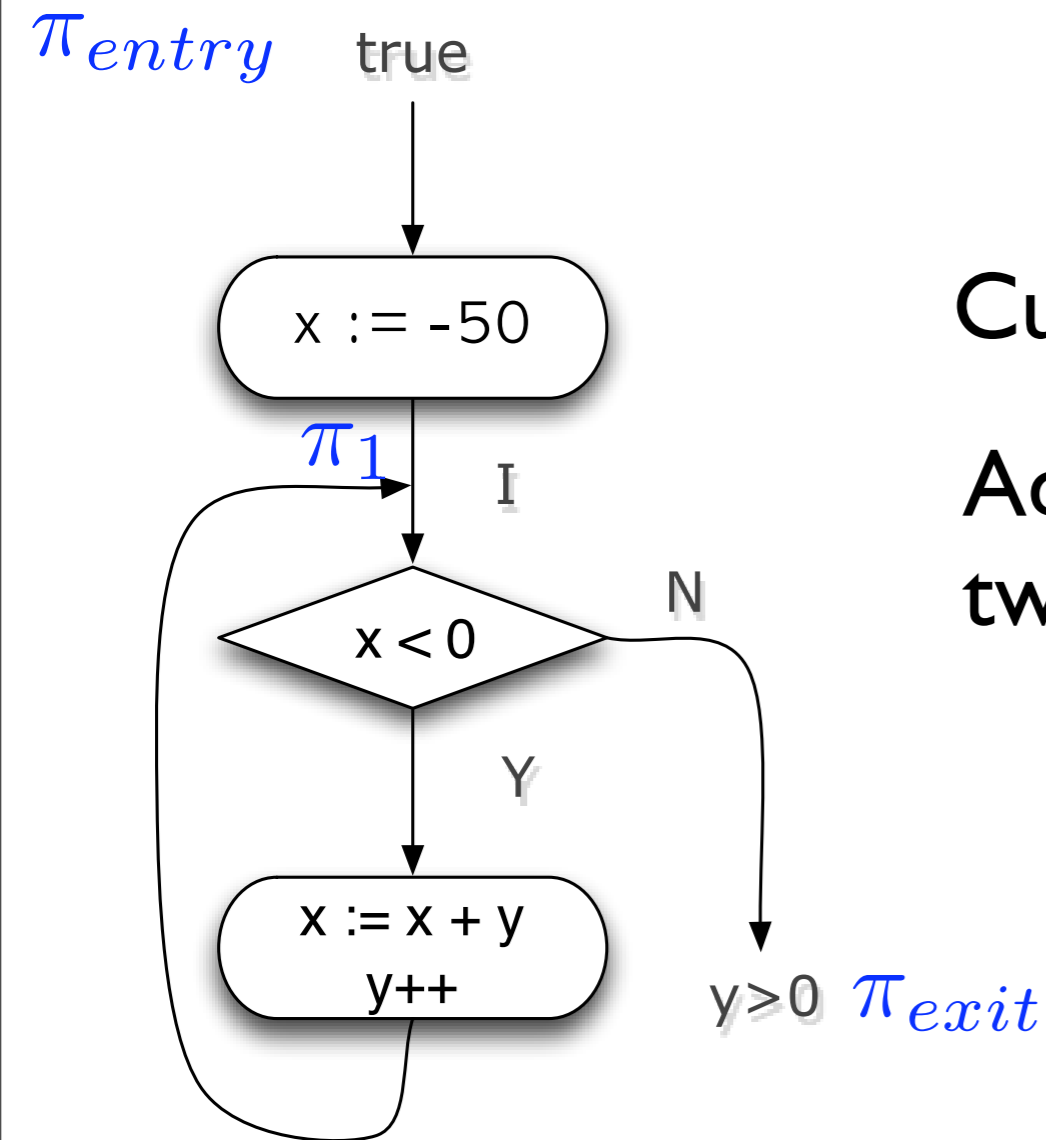 π_entry true
x := -50
π_1
I
N
x < 0
Y
x := x + y
y++
y>0 π_exit